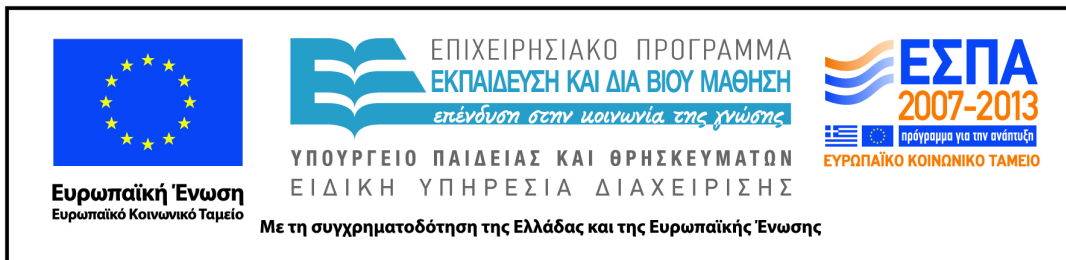 Ευρωπαϊκή Ένωση
Ευρωπαϊκό Κοινωνικό Ταμείο
ΕΠΙΧΕΙΡΗΣΙΑΚΟ ΠΡΟΓΡΑΜΜΑ
ΕΚΠΑΙΔΕΥΣΗ ΚΑΙ ΔΙΑ ΒΙΟΥ ΜΑΘΗΣΗ
επένδυση στην κοινωνία της γνώσης
ΥΠΟΥΡΓΕΙΟ ΠΑΙΔΕΙΑΣ ΚΑΙ ΘΡΗΣΚΕΥΜΑΤΩΝ
ΕΙΔΙΚΗ ΥΠΗΡΕΣΙΑ ΔΙΑΧΕΙΡΙΣΗΣ
ΕΣΠΑ
2007-2013
πρόγραμμα για την ανάπτυξη
ΕΥΡΩΠΑΪΚΟ ΚΟΙΝΩΝΙΚΟ ΤΑΜΕΙΟ
Με τη συγχρηματοδότηση της Ελλάδας και της Ευρωπαϊκής Ένωσης